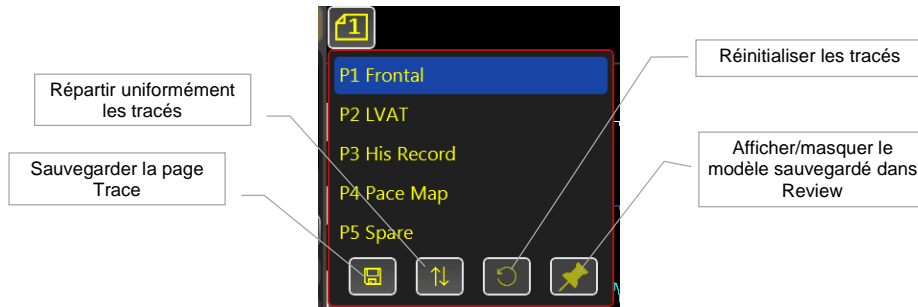 1
P1 Frontal
P2 LVAT
P3 His Record
P4 Pace Map
P5 Spare
Répartir uniformément
les tracés
Sauvegarder la page
Trace
Réinitialiser les tracés
Afficher/masquer le
modèle sauvegardé dans
Review